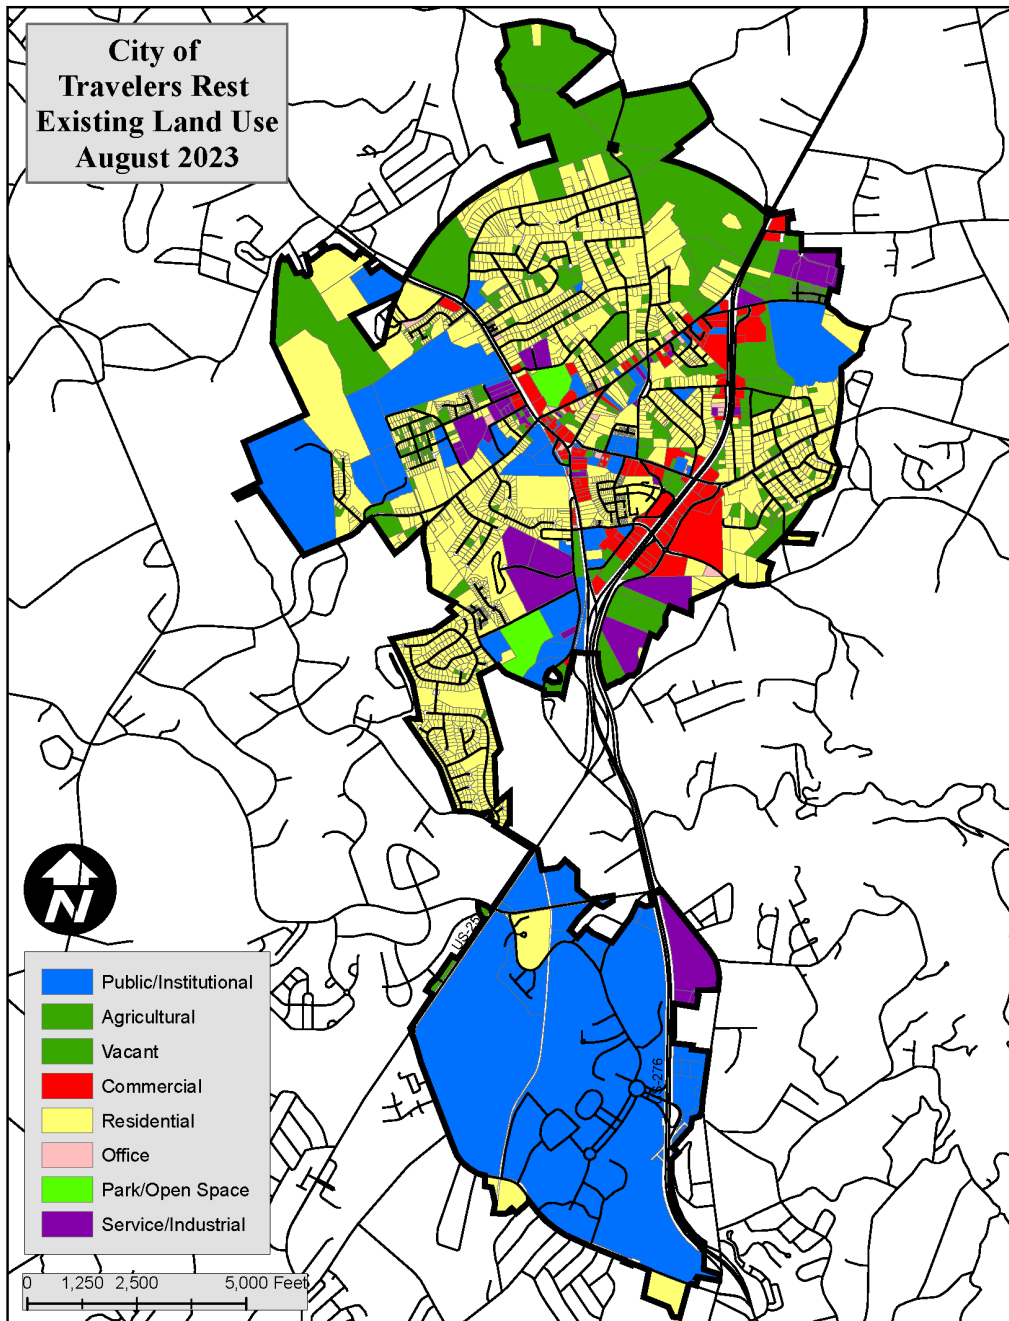 City of
Travelers Rest
Existing Land Use
August 2023
N
US-25
US-276
Public/Institutional
Agricultural
Vacant
Commercial
Residential
Office
Park/Open Space
Service/Industrial
0 1,250 2,500 5,000 Feet